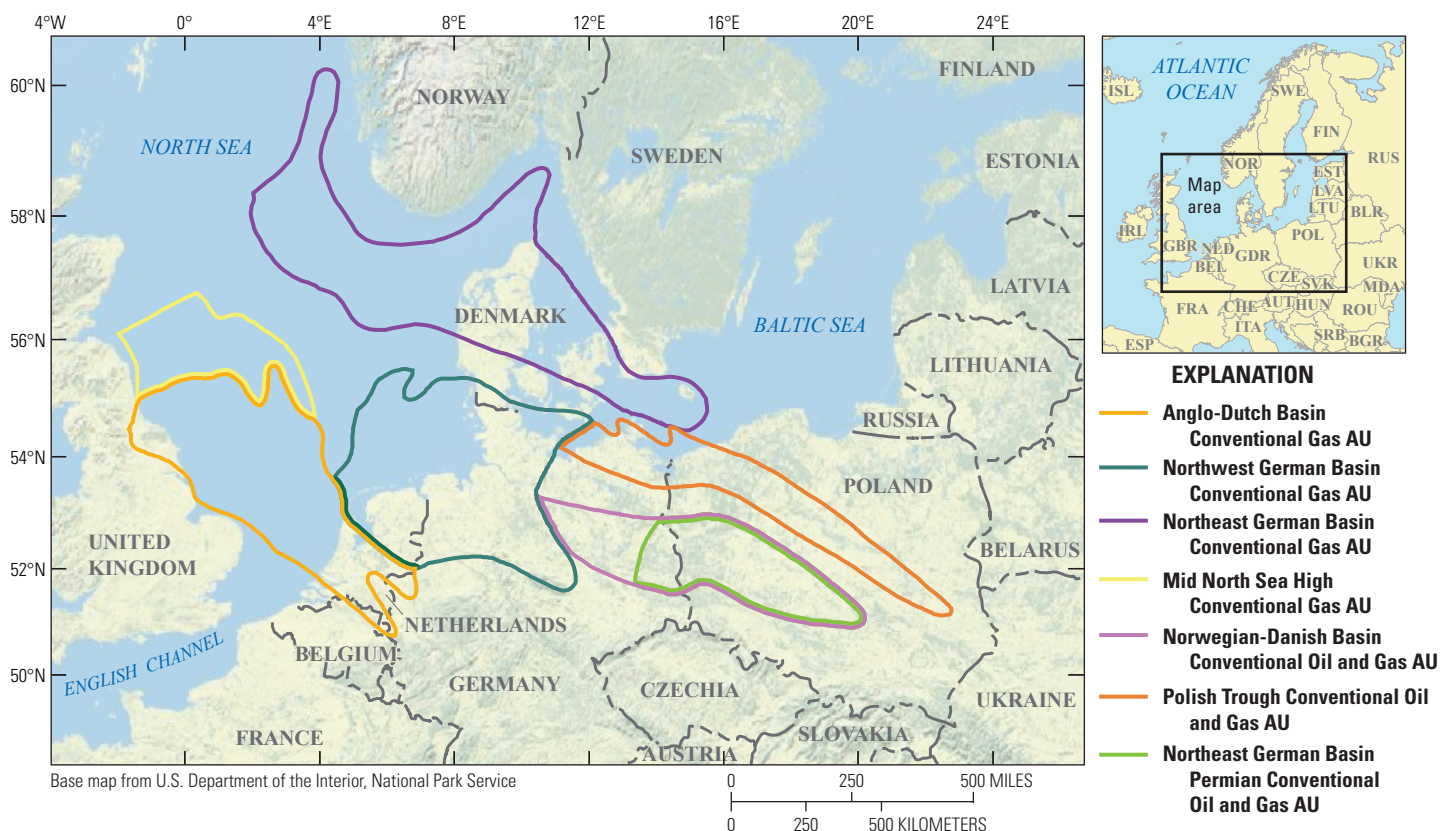 4°W 0° 4°E 8°E 12°E 16°E 20°E 24°E
60°N
58°N
56°N
54°N
52°N
50°N
NORTH SEA
NORWAY
SWEDEN
FINLAND
ESTONIA
LATVIA
DENMARK
BALTIC SEA
LITHUANIA
RUSSIA
POLAND
BELARUS
UNITED
KINGDOM
NETHERLANDS
BELGIUM
ENGLISH CHANNEL
GERMANY
CZECHIA
UKRAINE
FRANCE
SLOVAKIA
AUSTRIA
Base map from U.S. Department of the Interior, National Park Service
0 250 500 MILES
0 250 500 KILOMETERS
ATLANTIC
OCEAN
ISL
SWE
FIN
NOR
RUS
Map
area
EST
LVA
LTU
BLR
IRL
GBR
NLD
GDR
POL
BEL
UKR
CZE
SVK
MDA
FRA
CHE
AUT
HUN
ROU
ITA
SRB
BGR
ESP
EXPLANATION
Anglo-Dutch Basin
Conventional Gas AU
Northwest German Basin
Conventional Gas AU
Northeast German Basin
Conventional Gas AU
Mid North Sea High
Conventional Gas AU
Norwegian-Danish Basin
Conventional Oil and Gas AU
Polish Trough Conventional Oil
and Gas AU
Northeast German Basin
Permian Conventional
Oil and Gas AU